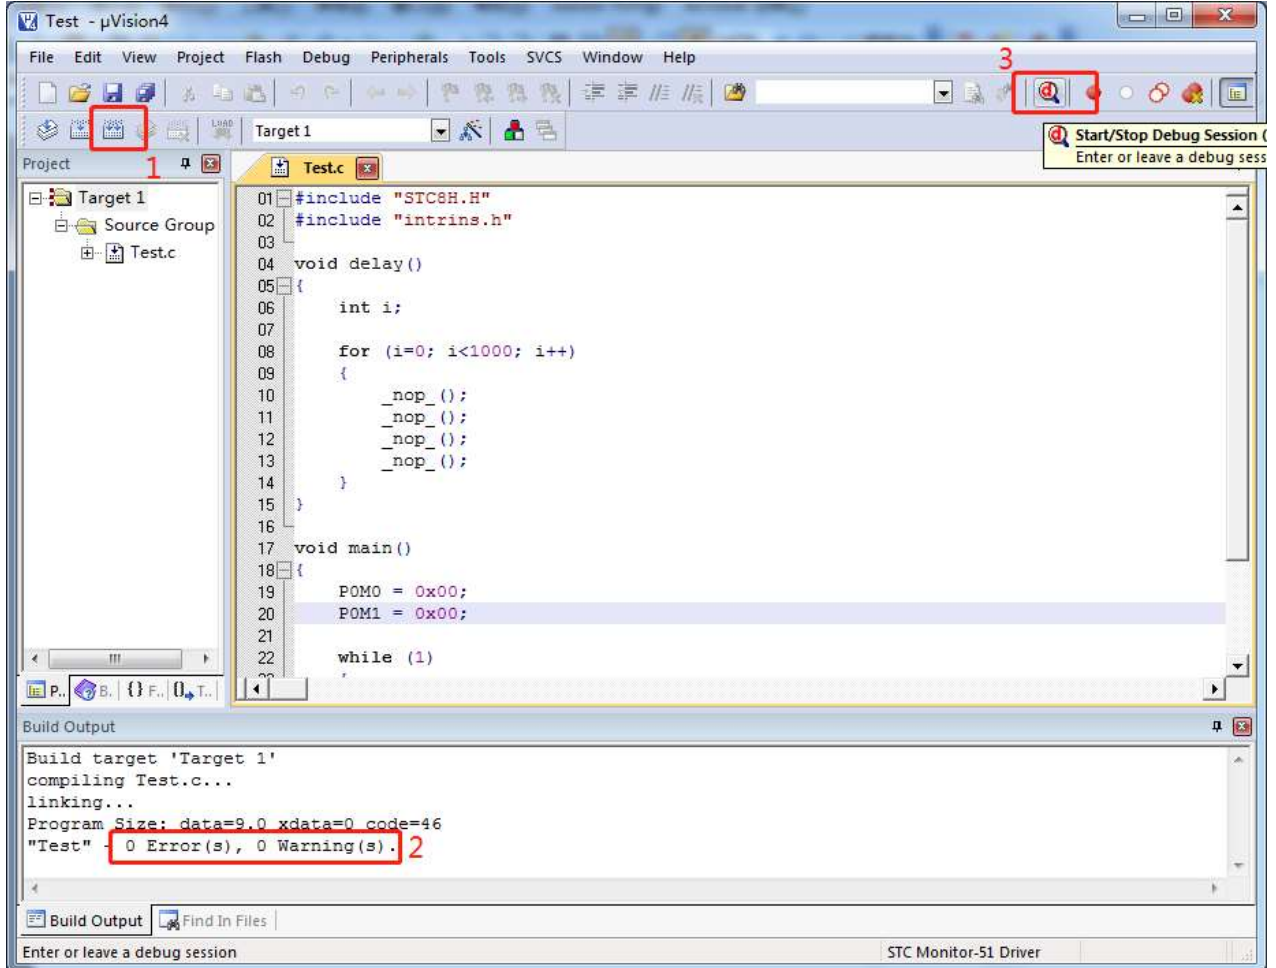 Test - µVision4
File Edit View Project Flash Debug Peripherals Tools SVCS Window Help
3
LOAD
Target 1
Start/Stop Debug Session (
Enter or leave a debug sess
Project
1
Test.c
Target 1
Source Group
Test.c
01 #include "STC8H.H"
02 #include "intrins.h"
03
04 void delay()
05 {
06 int i;
07
08 for (i=0; i<1000; i++)
09 {
10 _nop_();
11 _nop_();
12 _nop_();
13 _nop_();
14 }
15 }
16
17 void main()
18 {
19 P0M0 = 0x00;
20 P0M1 = 0x00;
21
22 while (1)
P.. B. {} F.. 0 T..
Build Output
Build target 'Target 1'
compiling Test.c...
linking...
Program Size: data=9.0 xdata=0 code=46
"Test" - 0 Error(s), 0 Warning(s). 2
Build Output Find In Files
Enter or leave a debug session STC Monitor-51 Driver